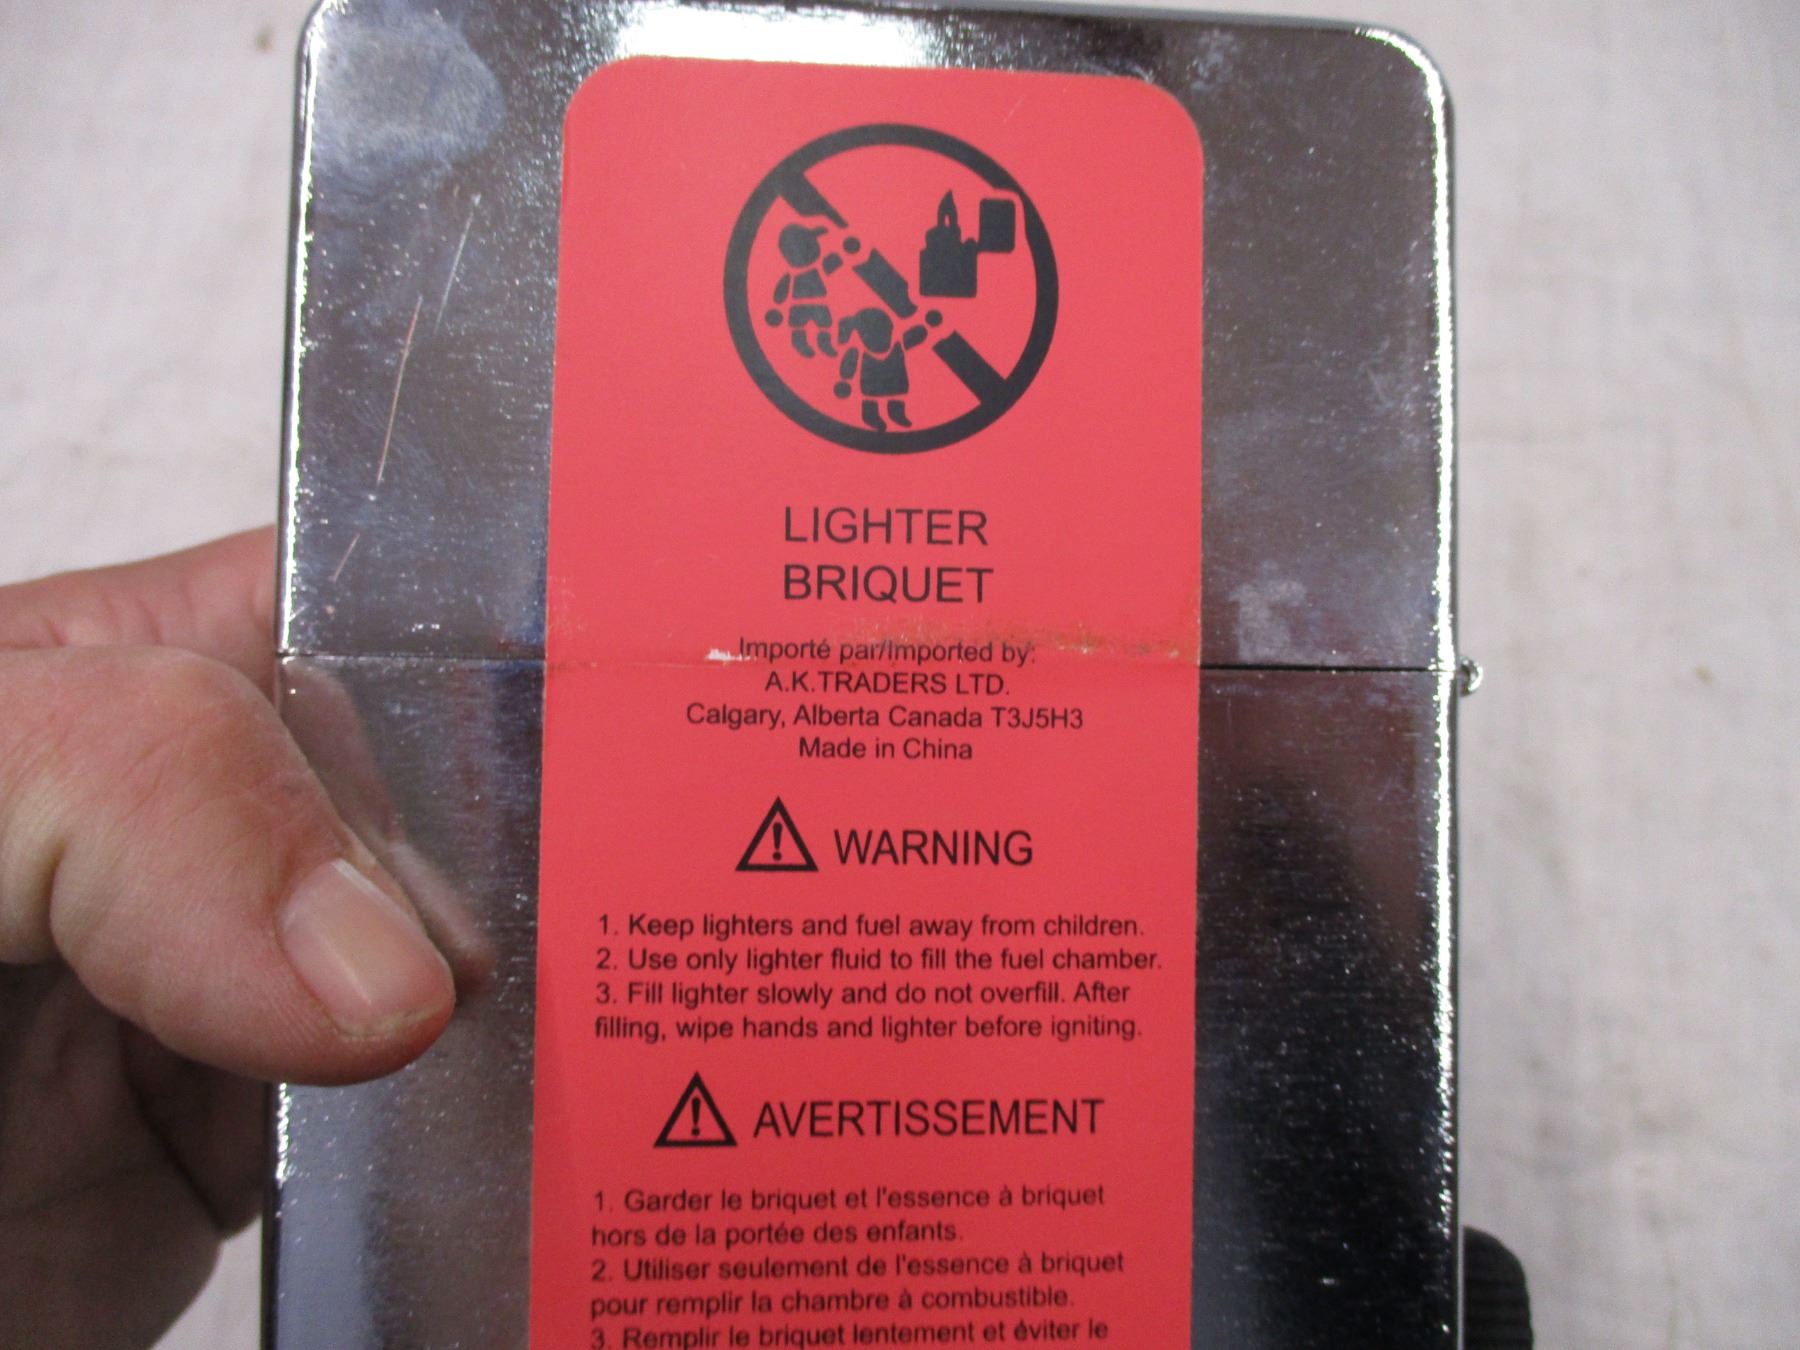 LIGHTER
BRIQUET
Importé par/Imported by:
A.K.TRADERS LTD.
Calgary, Alberta Canada T3J5H3
Made in China
WARNING
1. Keep lighters and fuel away from children.
2. Use only lighter fluid to fill the fuel chamber.
3. Fill lighter slowly and do not overfill. After
filling, wipe hands and lighter before igniting.
AVERTISSEMENT
1. Garder le briquet et l'essence à briquet
hors de la portée des enfants.
2. Utiliser seulement de l'essence à briquet
pour remplir la chambre à combustible.
3. Remplir le briquet lentement et éviter le